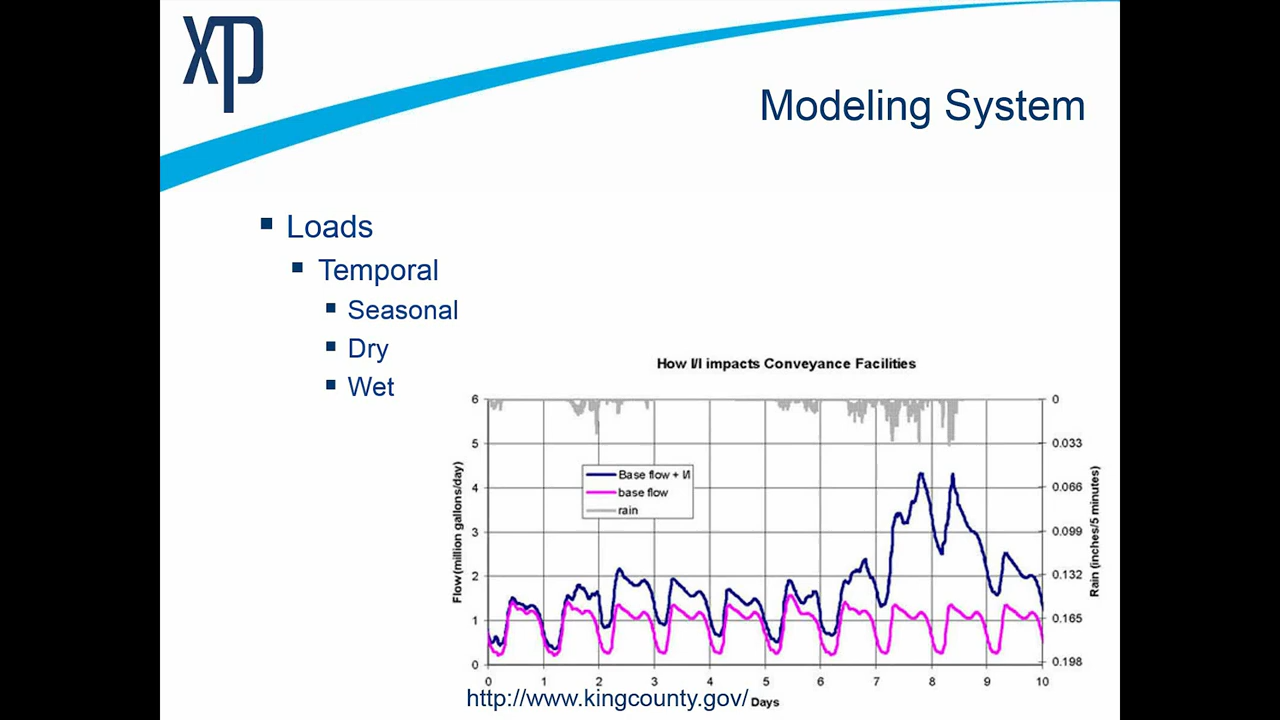 xp
Modeling System
Loads
Temporal
Seasonal
Dry
Wet
How I/I impacts Conveyance Facilities
6
5
4
3
2
1
0
Flow (million gallons/day)
Base flow + I/I
base flow
rain
0
0.033
0.066
0.099
0.132
0.165
0.198
Rain (inches/5 minutes)
0 1 2 3 4 5 6 7 8 9 10
http://www.kingcounty.gov/ Days